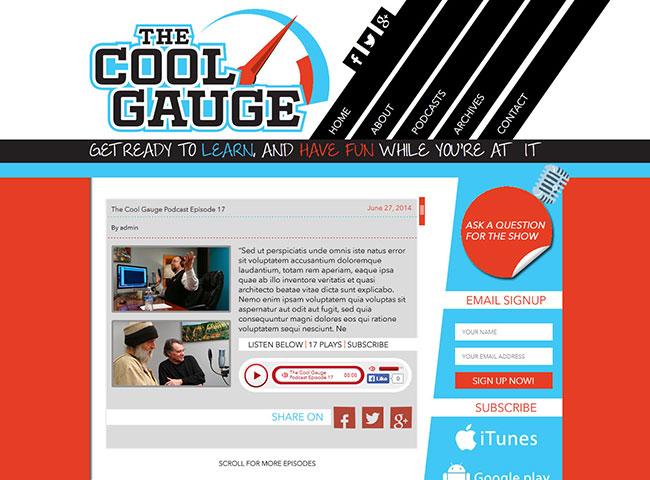 THE
COOL
GAUGE
HOME
ABOUT
PODCASTS
ARCHIVES
CONTACT
GET READY TO LEARN, AND HAVE FUN WHILE YOU'RE AT IT
The Cool Gauge Podcast Episode 17
June 27, 2014
By admin
"Sed ut perspiciatis unde omnis iste natus error
sit voluptatem accusantium doloremque
laudantium, totam rem aperiam, eaque ipsa
quae ab illo inventore veritatis et quasi
architecto beatae vitae dicta sunt explicabo.
Nemo enim ipsam voluptatem quia voluptas sit
aspernatur aut odit aut fugit, sed quia
consequuntur magni dolores eos qui ratione
voluptatem sequi nesciunt. Ne
LISTEN BELOW | 17 PLAYS | SUBSCRIBE
The Cool Gauge
Podcast Episode 17
00:00
Like
0
SHARE ON
SCROLL FOR MORE EPISODES
ASK A QUESTION
FOR THE SHOW
EMAIL SIGNUP
YOUR NAME
YOUR EMAIL ADDRESS
SIGN UP NOW!
SUBSCRIBE
iTunes
Google play